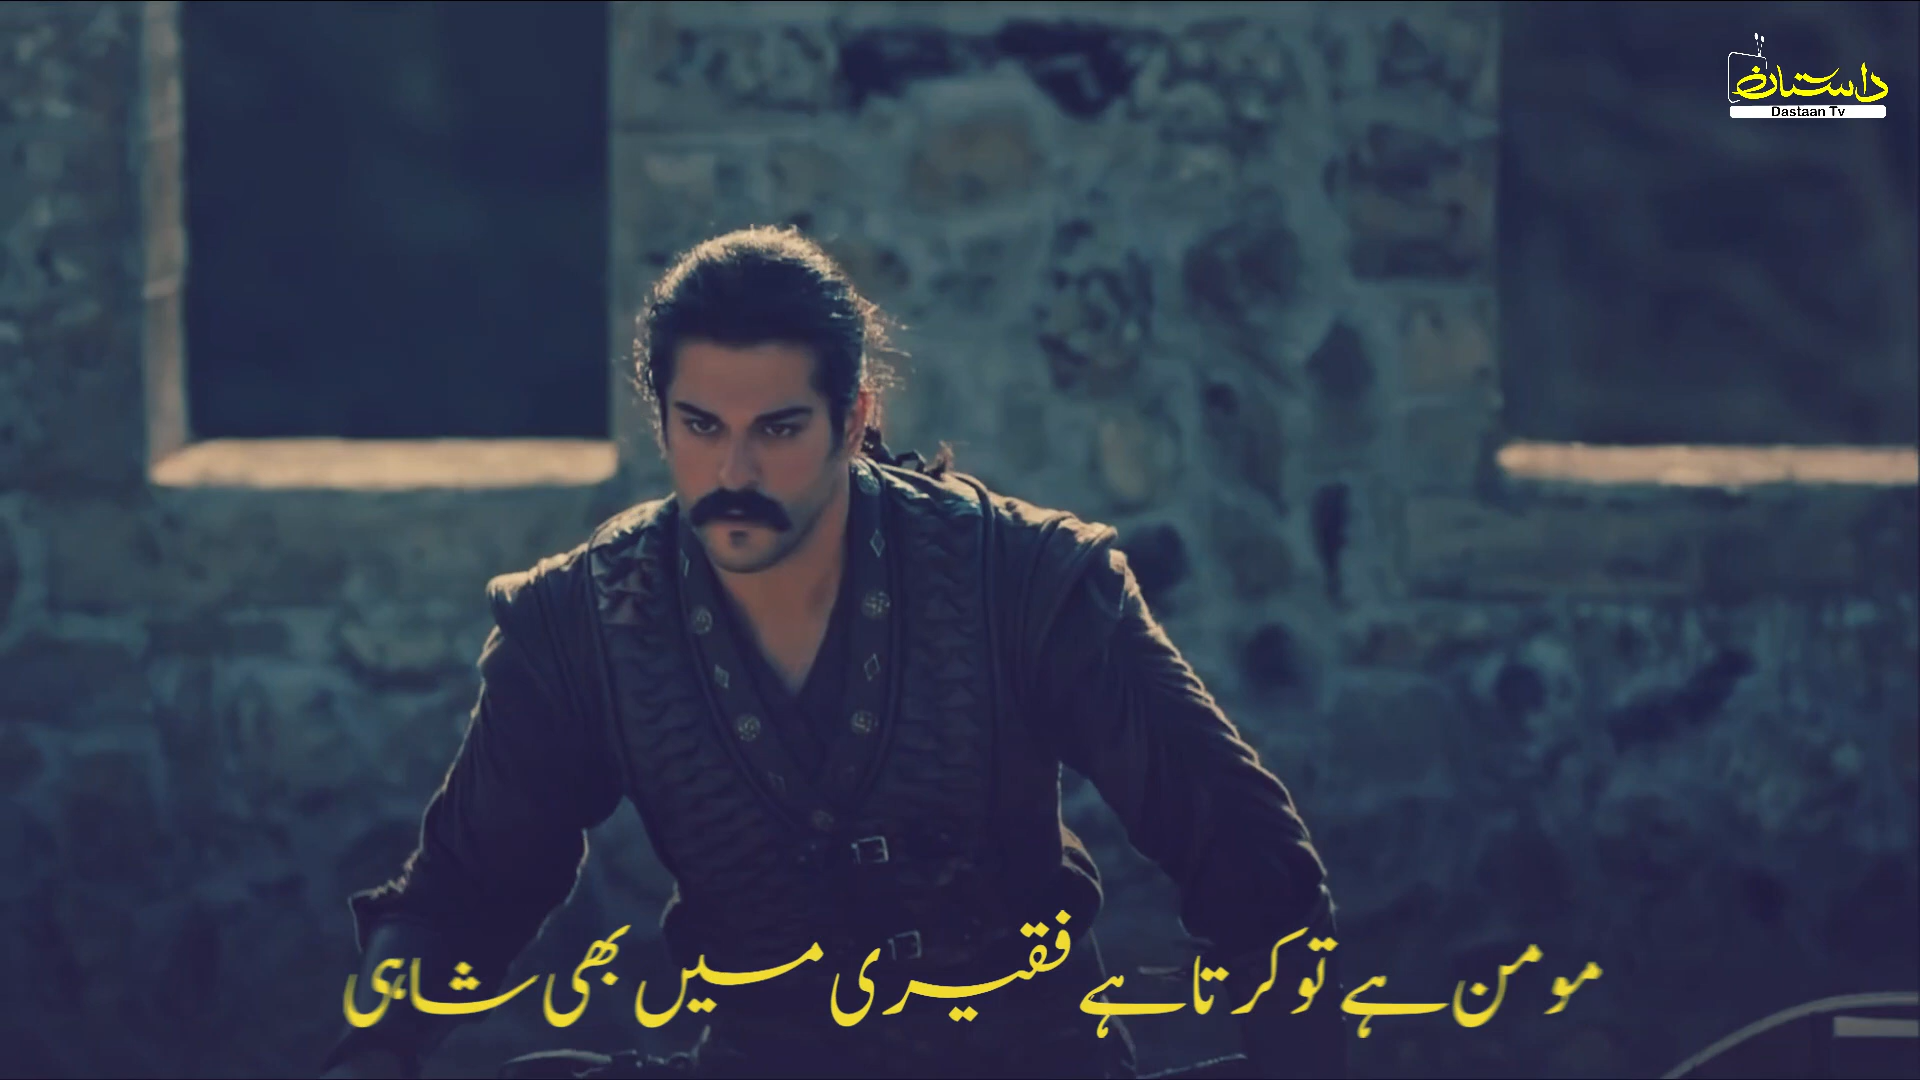 داستان
Dastaan Tv
مومن ہے تو کرتا ہے فقیری میں بھی شاہی